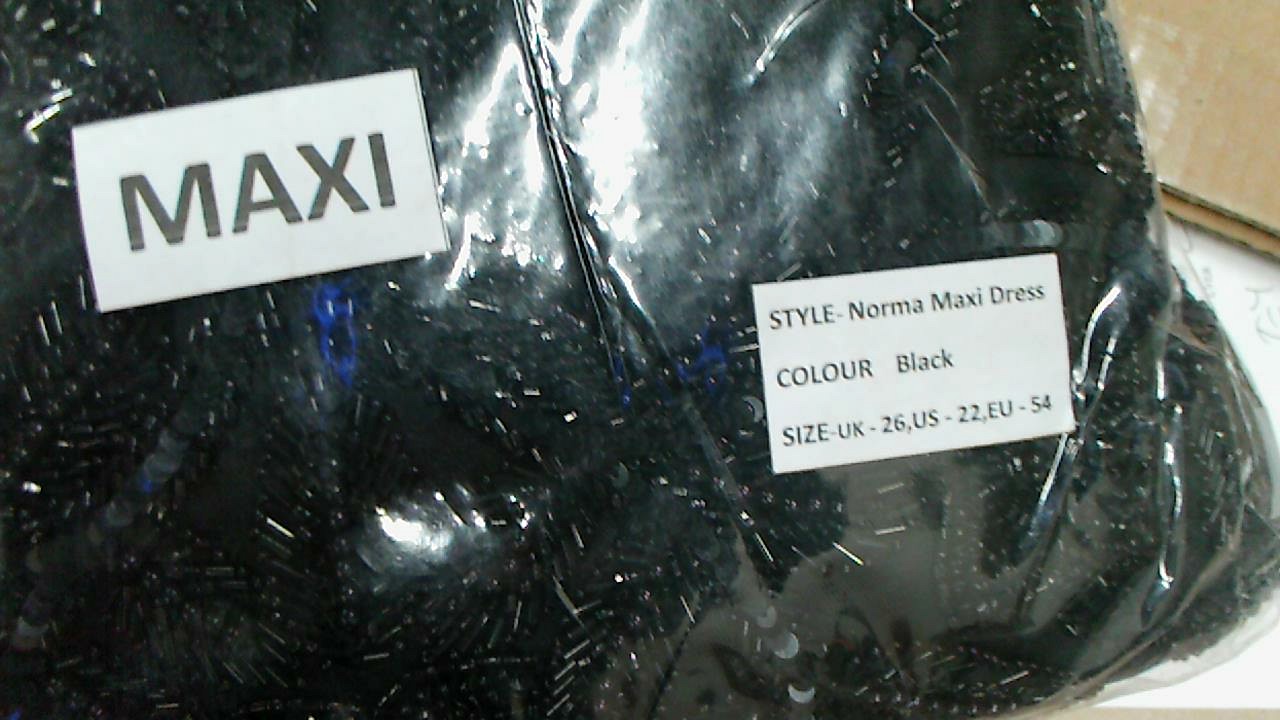 MAXI
STYLE- Norma Maxi Dress
COLOUR Black
SIZE-UK - 26,US - 22,EU - 54